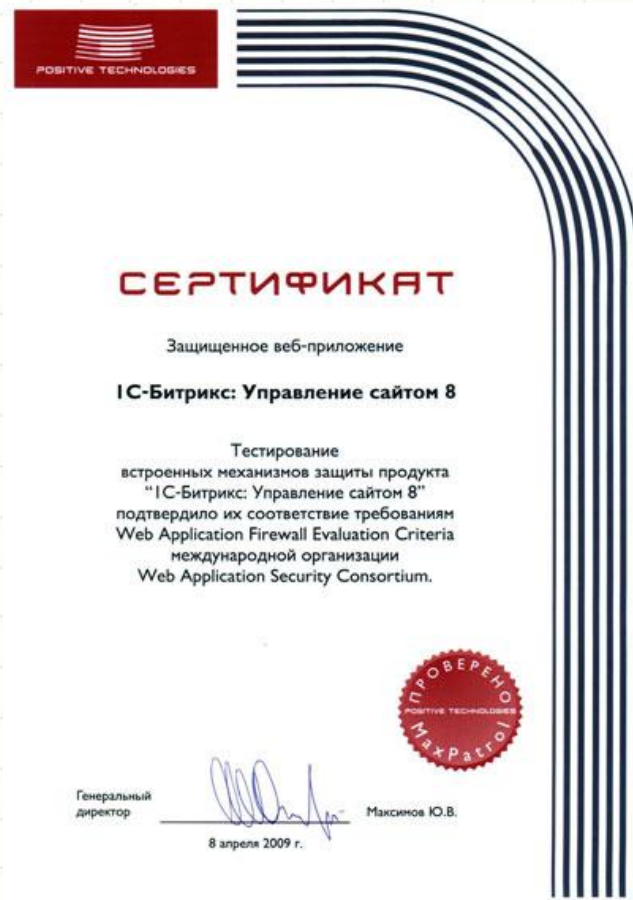 POSITIVE TECHNOLOGIES
СЕРТИФИКАТ
Защищенное веб-приложение
1С-Битрикс: Управление сайтом 8
Тестирование
встроенных механизмов защиты продукта
“1С-Битрикс: Управление сайтом 8”
подтвердило их соответствие требованиям
Web Application Firewall Evaluation Criteria
международной организации
Web Application Security Consortium.
ПРОВЕРЕНО
POSITIVE TECHNOLOGIES
MaxPatrol
Генеральный
директор
Максимов Ю.В.
8 апреля 2009 г.